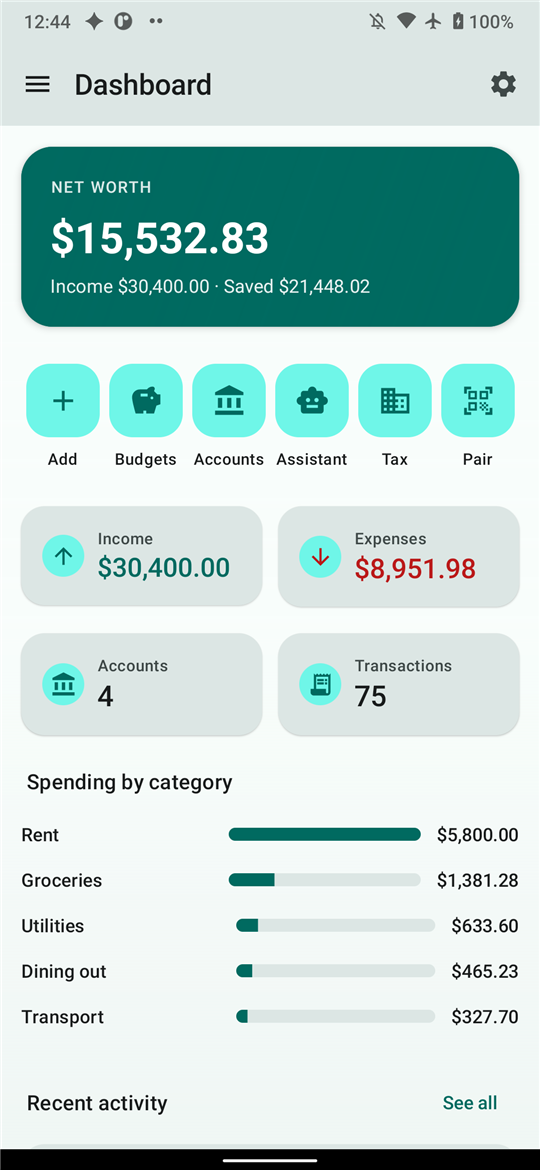 12:44
100%
Dashboard
NET WORTH
$15,532.83
Income $30,400.00 · Saved $21,448.02
Add Budgets Accounts Assistant Tax Pair
Income
$30,400.00
Expenses
$8,951.98
Accounts
4
Transactions
75
Spending by category
Rent $5,800.00
Groceries $1,381.28
Utilities $633.60
Dining out $465.23
Transport $327.70
Recent activity See all